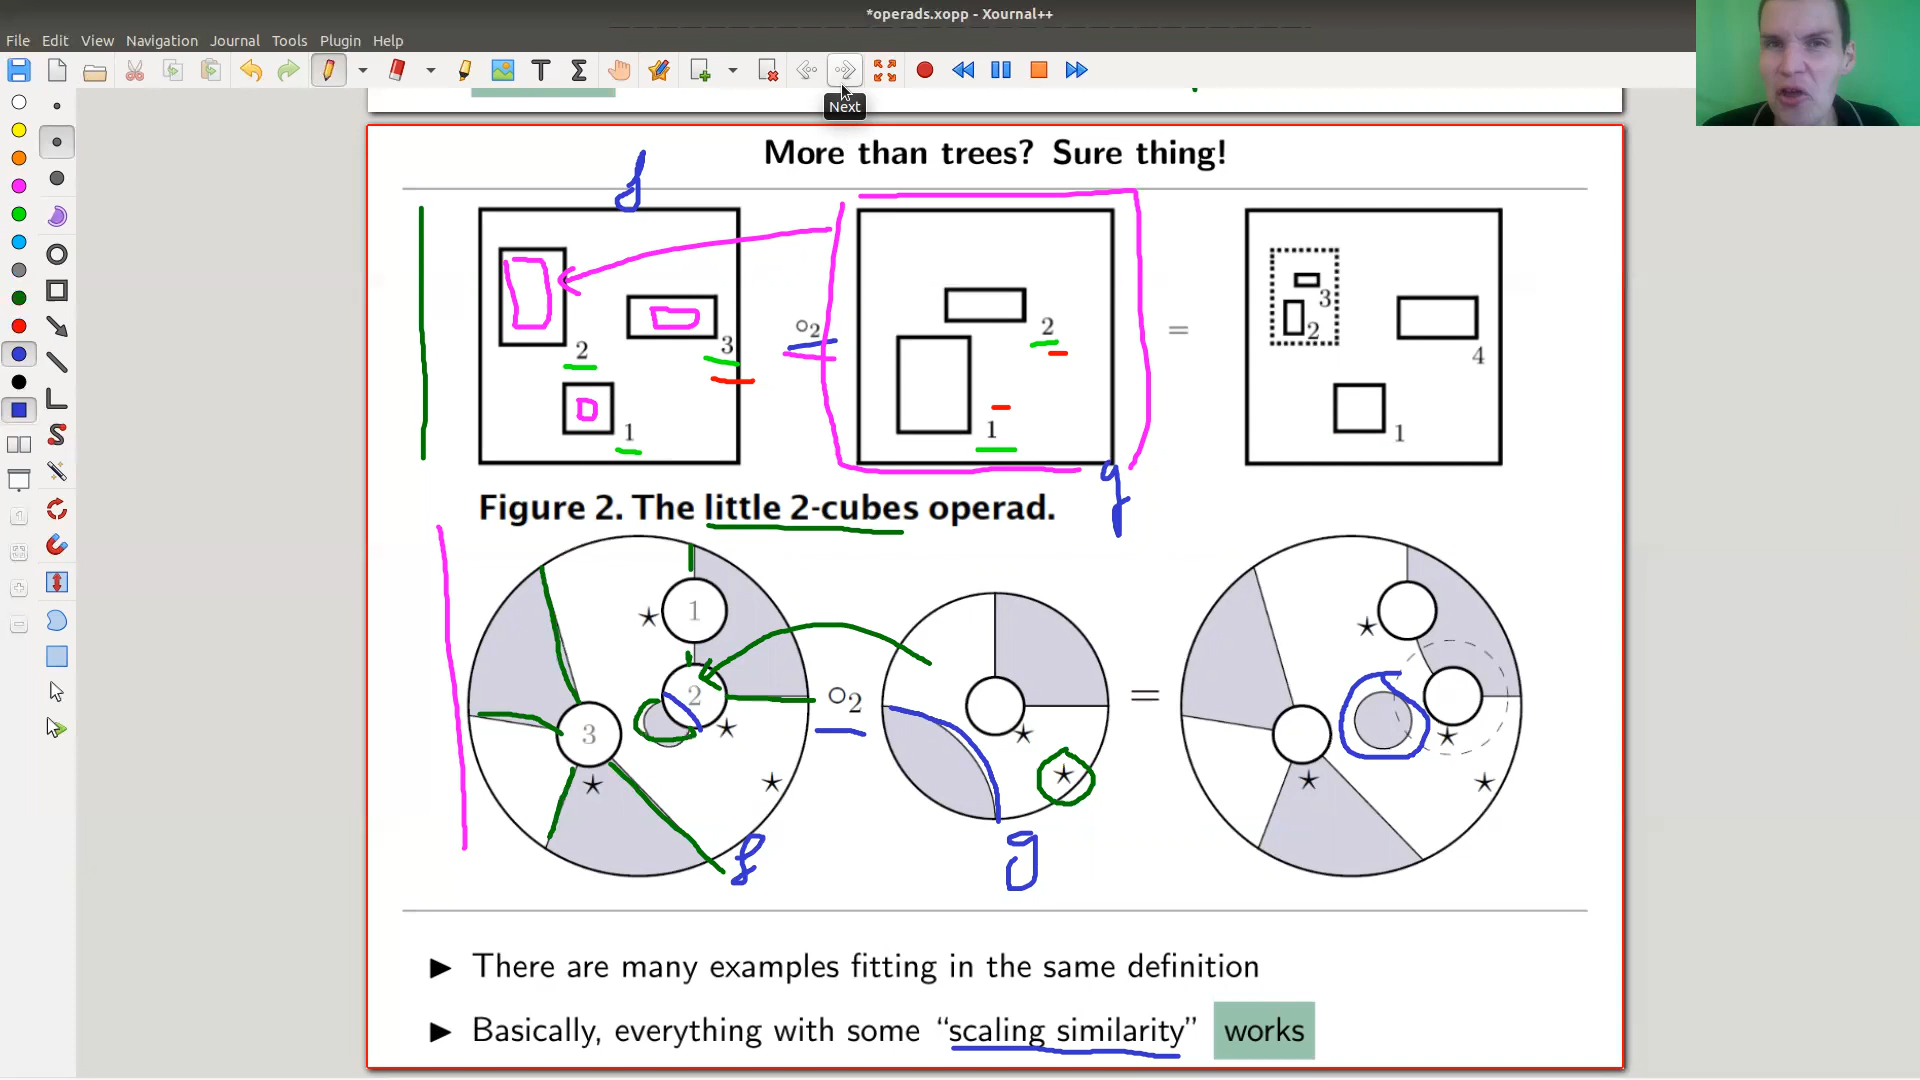 *operads.xopp - Xournal++
File Edit View Navigation Journal Tools Plugin Help
Next
More than trees? Sure thing!
f
2
3
1
∘2
2
1
g
=
3
2
4
1
Figure 2. The little 2-cubes operad.
1
2
3
f
∘2
g
=
▶ There are many examples fitting in the same definition
▶ Basically, everything with some “scaling similarity” works